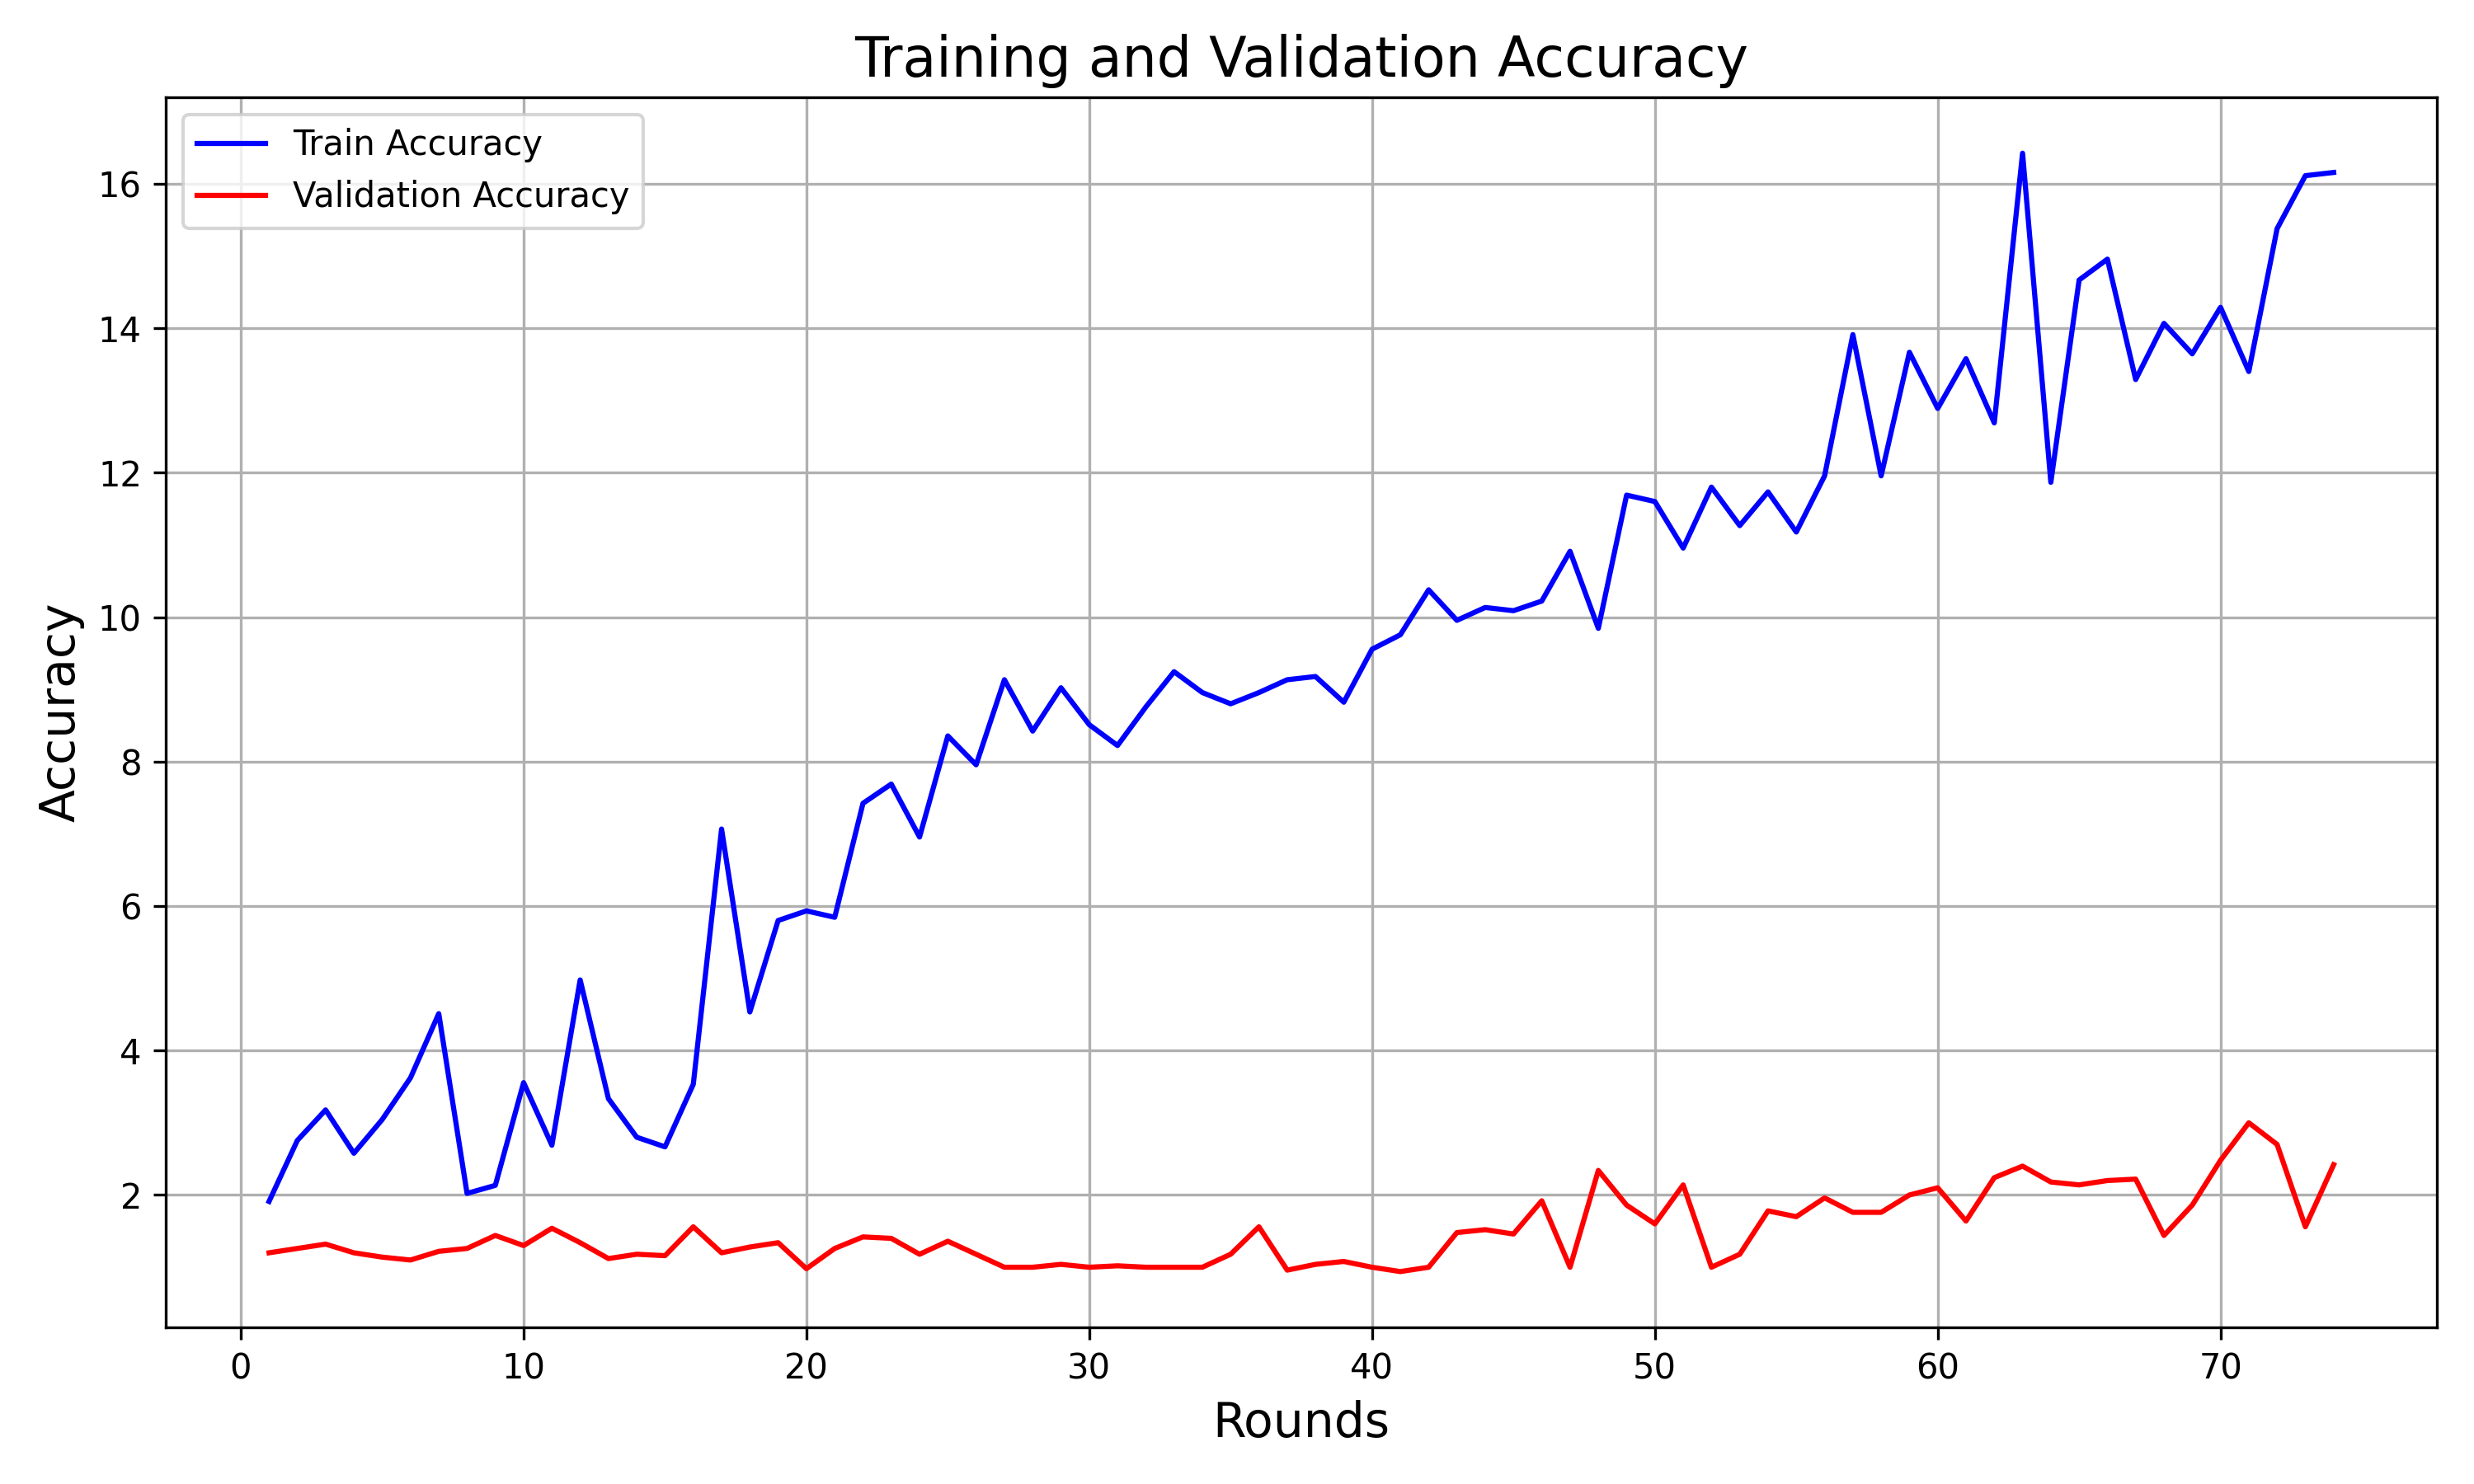 Training and Validation Accuracy
Train Accuracy
Validation Accuracy
Accuracy
16
14
12
10
8
6
4
2
0 10 20 30 40 50 60 70
Rounds